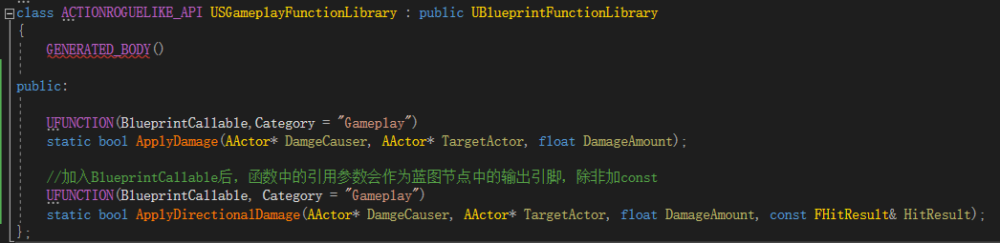 class ACTIONROGUELIKE_API USGameplayFunctionLibrary : public UBlueprintFunctionLibrary
{
GENERATED_BODY()
public:
UFUNCTION(BlueprintCallable,Category = "Gameplay")
static bool ApplyDamage(AActor* DamgeCauser, AActor* TargetActor, float DamageAmount);
//加入BlueprintCallable后，函数中的引用参数会作为蓝图节点中的输出引脚，除非加const
UFUNCTION(BlueprintCallable, Category = "Gameplay")
static bool ApplyDirectionalDamage(AActor* DamgeCauser, AActor* TargetActor, float DamageAmount, const FHitResult& HitResult);
};